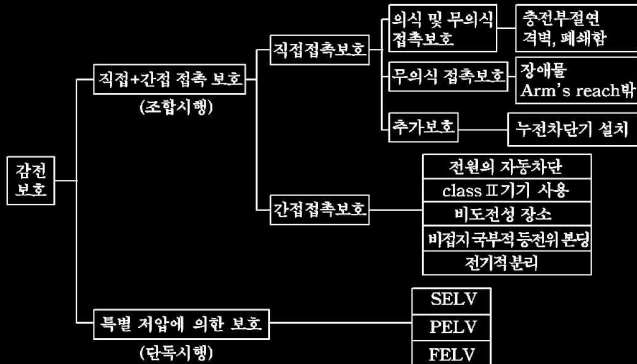 감전
보호
직접+간접 접촉 보호
(조합시행)
직접접촉보호
의식 및 무의식
접촉보호
충전부절연
격벽, 폐쇄함
무의식 접촉보호
장애물
Arm's reach밖
추가보호
누전차단기 설치
간접접촉보호
전원의 자동차단
class Ⅱ기기 사용
비도전성 장소
비접지국부적등전위본딩
전기적분리
특별 저압에 의한 보호
(단독시행)
SELV
PELV
FELV